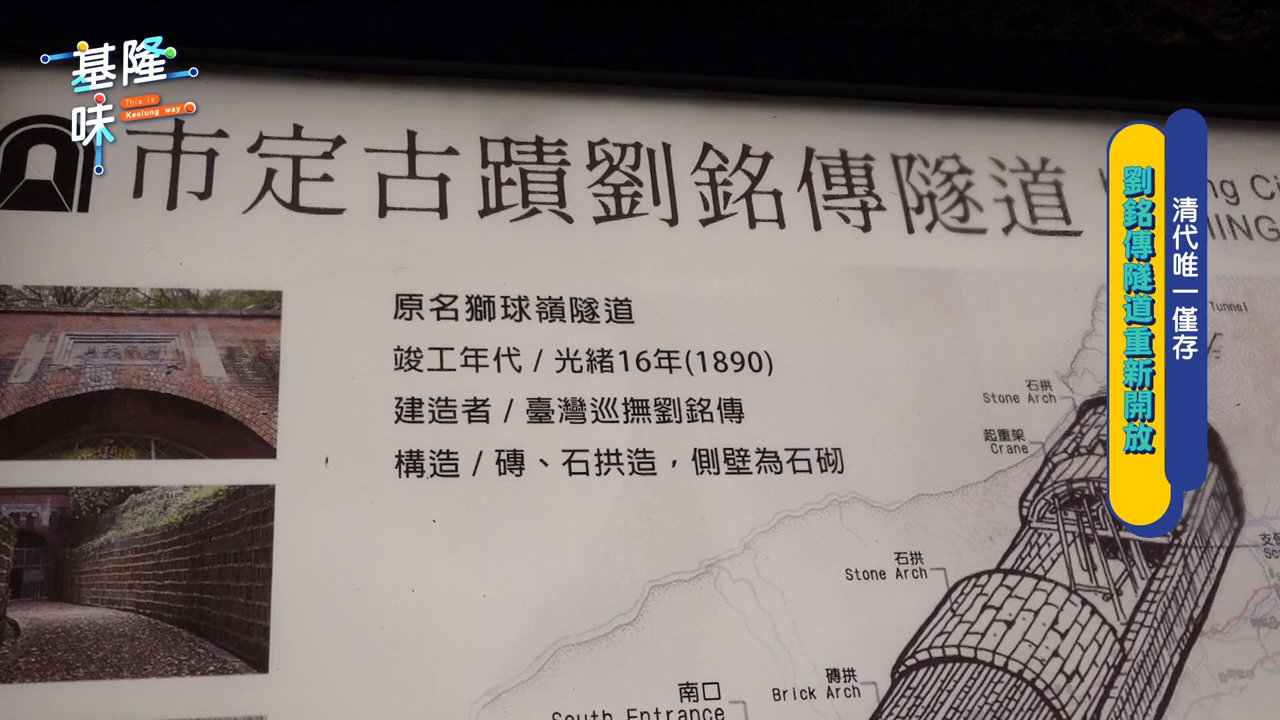 基隆
味
This is
Keelung way
市定古蹟劉銘傳隧道
原名獅球嶺隧道
竣工年代 / 光緒16年(1890)
建造者 / 臺灣巡撫劉銘傳
構造 / 磚、石拱造，側壁為石砌
Tunnel
石拱
Stone Arch
起重架
Crane
石拱
Stone Arch
磚拱
Brick Arch
南口
South Entrance
清代唯一僅存
劉銘傳隧道重新開放